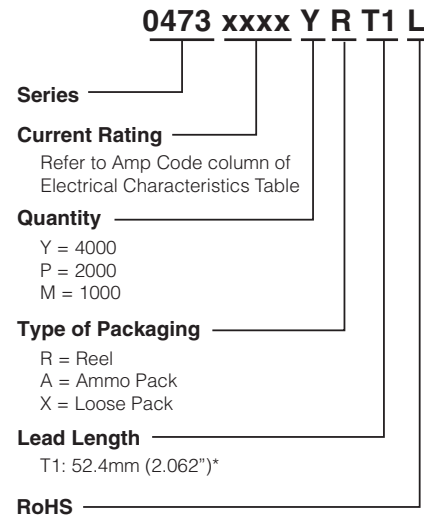 0473 xxxx Y R T1 L
Series
Current Rating
Refer to Amp Code column of
Electrical Characteristics Table
Quantity
Y = 4000
P = 2000
M = 1000
Type of Packaging
R = Reel
A = Ammo Pack
X = Loose Pack
Lead Length
T1: 52.4mm (2.062”)*
RoHS